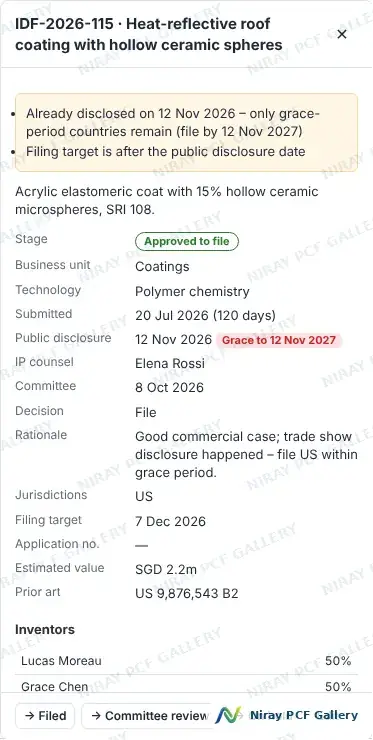 IDF-2026-115 · Heat-reflective roof
coating with hollow ceramic spheres
×
• Already disclosed on 12 Nov 2026 – only grace-
period countries remain (file by 12 Nov 2027)
• Filing target is after the public disclosure date
Acrylic elastomeric coat with 15% hollow ceramic
microspheres, SRI 108.
Stage Approved to file
Business unit Coatings
Technology Polymer chemistry
Submitted 20 Jul 2026 (120 days)
Public disclosure 12 Nov 2026 Grace to 12 Nov 2027
IP counsel Elena Rossi
Committee 8 Oct 2026
Decision File
Rationale Good commercial case; trade show
disclosure happened – file US within
grace period.
Jurisdictions US
Filing target 7 Dec 2026
Application no. —
Estimated value SGD 2.2m
Prior art US 9,876,543 B2
Inventors
Lucas Moreau 50%
Grace Chen 50%
→ Filed → Committee review Niray PCF Gallery
NIRAY PCF GALLERY